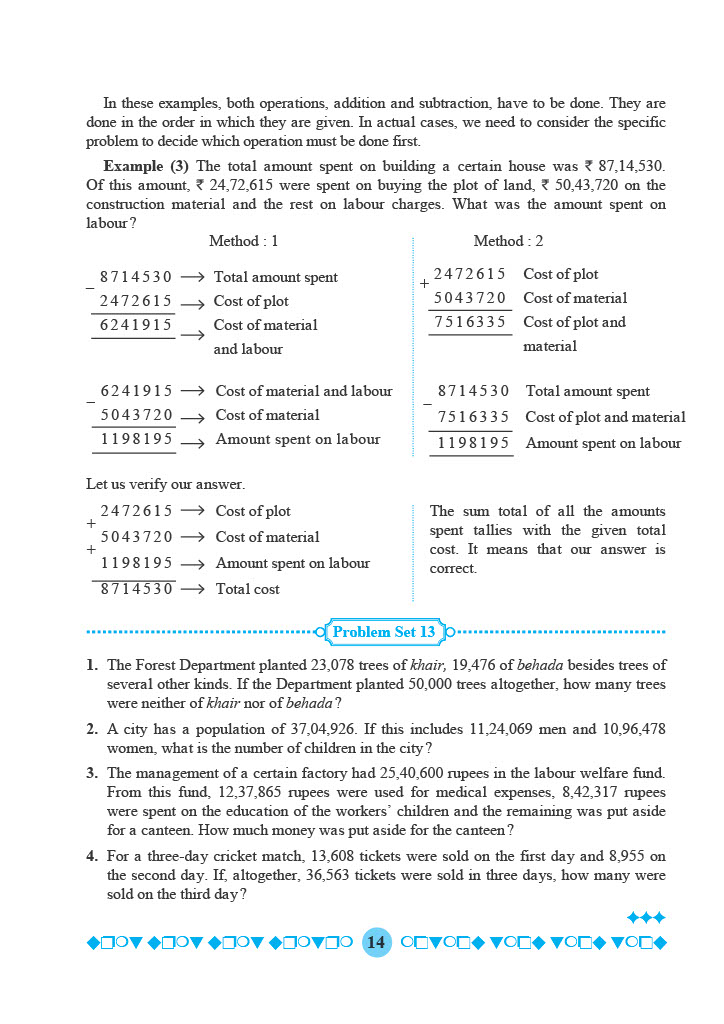 In these examples, both operations, addition and subtraction, have to be done. They are
done in the order in which they are given. In actual cases, we need to consider the specific
problem to decide which operation must be done first.
Example (3) The total amount spent on building a certain house was ₹ 87,14,530.
Of this amount, ₹ 24,72,615 were spent on buying the plot of land, ₹ 50,43,720 on the
construction material and the rest on labour charges. What was the amount spent on
labour?
Method : 1
− 8714530 → Total amount spent
2472615 → Cost of plot
6241915 → Cost of material
and labour
− 6241915 → Cost of material and labour
5043720 → Cost of material
1198195 → Amount spent on labour
Method : 2
+ 2472615 Cost of plot
5043720 Cost of material
7516335 Cost of plot and
material
− 8714530 Total amount spent
7516335 Cost of plot and material
1198195 Amount spent on labour
Let us verify our answer.
2472615 → Cost of plot
+ 5043720 → Cost of material
+ 1198195 → Amount spent on labour
8714530 → Total cost
The sum total of all the amounts
spent tallies with the given total
cost. It means that our answer is
correct.
Problem Set 13
1. The Forest Department planted 23,078 trees of khair, 19,476 of behada besides trees of
several other kinds. If the Department planted 50,000 trees altogether, how many trees
were neither of khair nor of behada?
2. A city has a population of 37,04,926. If this includes 11,24,069 men and 10,96,478
women, what is the number of children in the city?
3. The management of a certain factory had 25,40,600 rupees in the labour welfare fund.
From this fund, 12,37,865 rupees were used for medical expenses, 8,42,317 rupees
were spent on the education of the workers’ children and the remaining was put aside
for a canteen. How much money was put aside for the canteen?
4. For a three-day cricket match, 13,608 tickets were sold on the first day and 8,955 on
the second day. If, altogether, 36,563 tickets were sold in three days, how many were
sold on the third day?
14